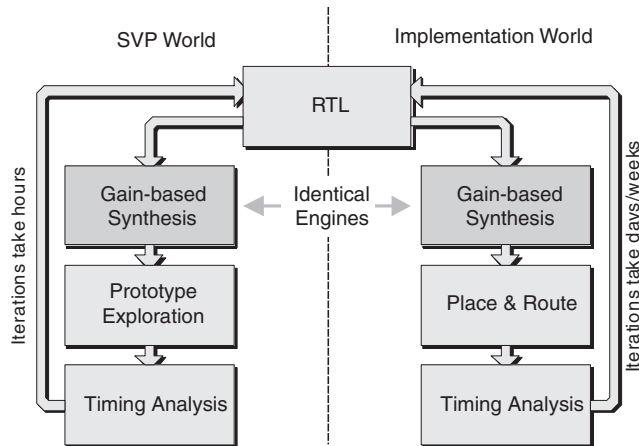 SVP World
Implementation World
RTL
Gain-based
Synthesis
Identical
Engines
Gain-based
Synthesis
Prototype
Exploration
Place & Route
Timing Analysis
Timing Analysis
Iterations take hours
Iterations take days/weeks